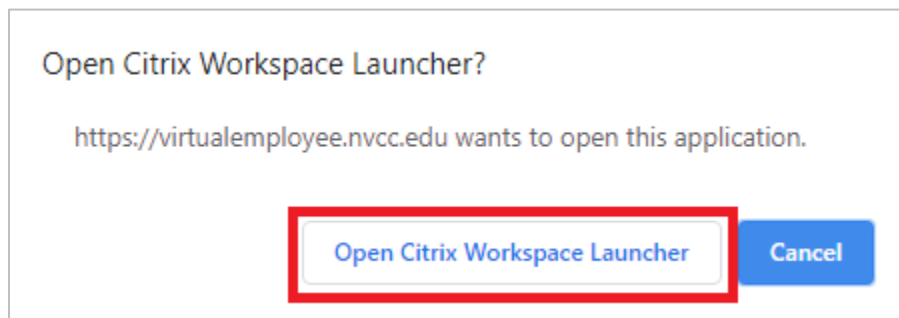 Open Citrix Workspace Launcher?
https://virtualemployee.nvcc.edu wants to open this application.
Open Citrix Workspace Launcher
Cancel